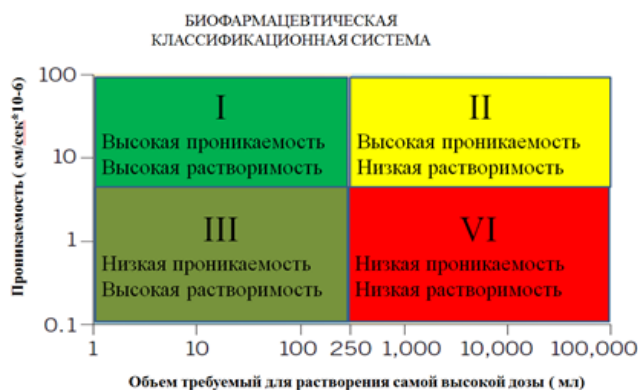 БИОФАРМАЦЕВТИЧЕСКАЯ
КЛАССИФИКАЦИОННАЯ СИСТЕМА
Проникаемость ( см/сек*10-6)
100
10
1
0.1
I
Высокая проникаемость
Высокая растворимость
II
Высокая проникаемость
Низкая растворимость
III
Низкая проникаемость
Высокая растворимость
VI
Низкая проникаемость
Низкая растворимость
1 10 100 250 1,000 10,000 100,000
Объем требуемый для растворения самой высокой дозы ( мл)